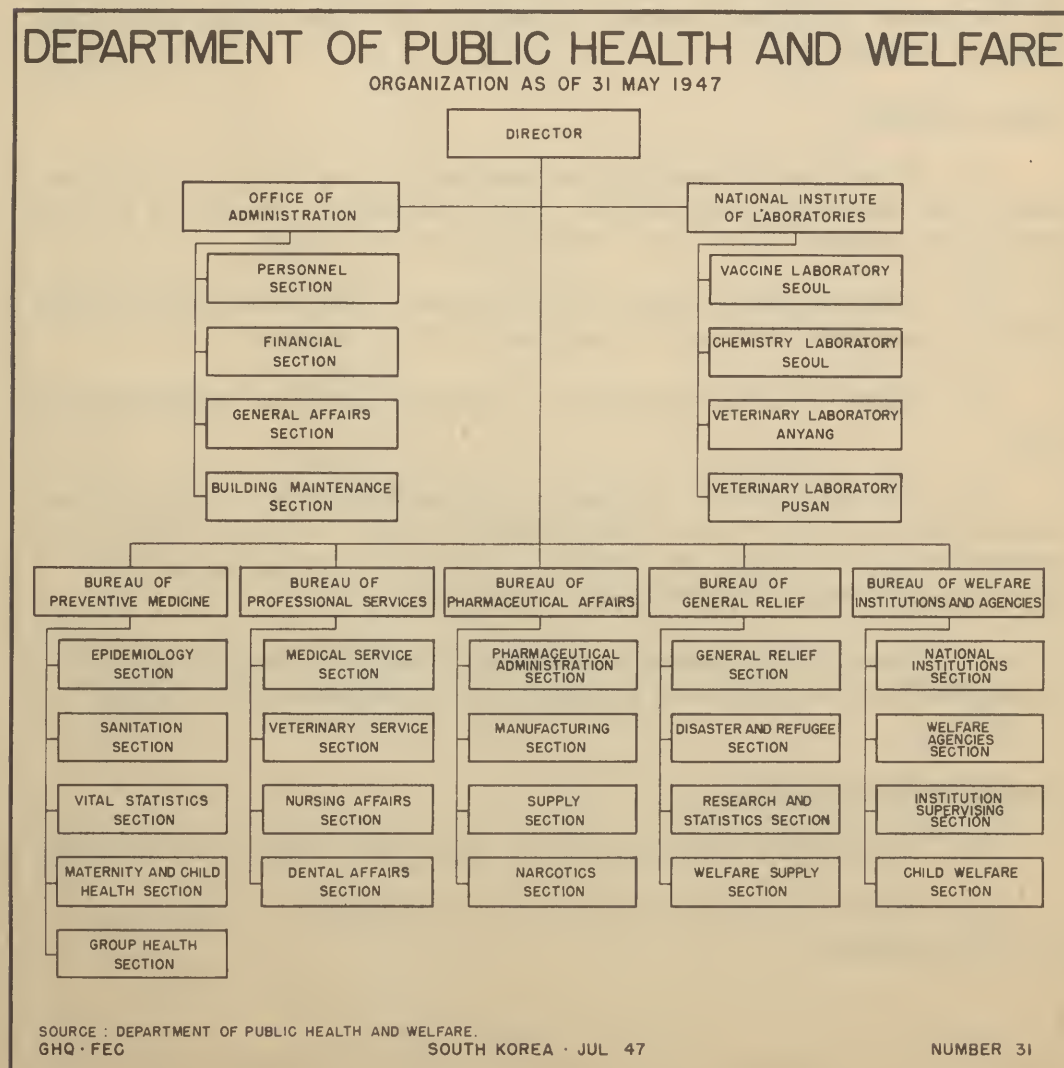 DEPARTMENT OF PUBLIC HEALTH AND WELFARE
ORGANIZATION AS OF 31 MAY 1947
DIRECTOR
OFFICE OF
ADMINISTRATION
PERSONNEL
SECTION
FINANCIAL
SECTION
GENERAL AFFAIRS
SECTION
BUILDING MAINTENANCE
SECTION
NATIONAL INSTITUTE
OF LABORATORIES
VACCINE LABORATORY
SEOUL
CHEMISTRY LABORATORY
SEOUL
VETERINARY LABORATORY
ANYANG
VETERINARY LABORATORY
PUSAN
BUREAU OF
PREVENTIVE MEDICINE
EPIDEMIOLOGY
SECTION
SANITATION
SECTION
VITAL STATISTICS
SECTION
MATERNITY AND CHILD
HEALTH SECTION
GROUP HEALTH
SECTION
BUREAU OF
PROFESSIONAL SERVICES
MEDICAL SERVICE
SECTION
VETERINARY SERVICE
SECTION
NURSING AFFAIRS
SECTION
DENTAL AFFAIRS
SECTION
BUREAU OF
PHARMACEUTICAL AFFAIRS
PHARMACEUTICAL
ADMINISTRATION
SECTION
MANUFACTURING
SECTION
SUPPLY
SECTION
NARCOTICS
SECTION
BUREAU OF
GENERAL RELIEF
GENERAL RELIEF
SECTION
DISASTER AND REFUGEE
SECTION
RESEARCH AND
STATISTICS SECTION
WELFARE SUPPLY
SECTION
BUREAU OF WELFARE
INSTITUTIONS AND AGENCIES
NATIONAL
INSTITUTIONS
SECTION
WELFARE
AGENCIES
SECTION
INSTITUTION
SUPERVISING
SECTION
CHILD WELFARE
SECTION
SOURCE : DEPARTMENT OF PUBLIC HEALTH AND WELFARE.
GHQ · FEC
SOUTH KOREA · JUL 47
NUMBER 31